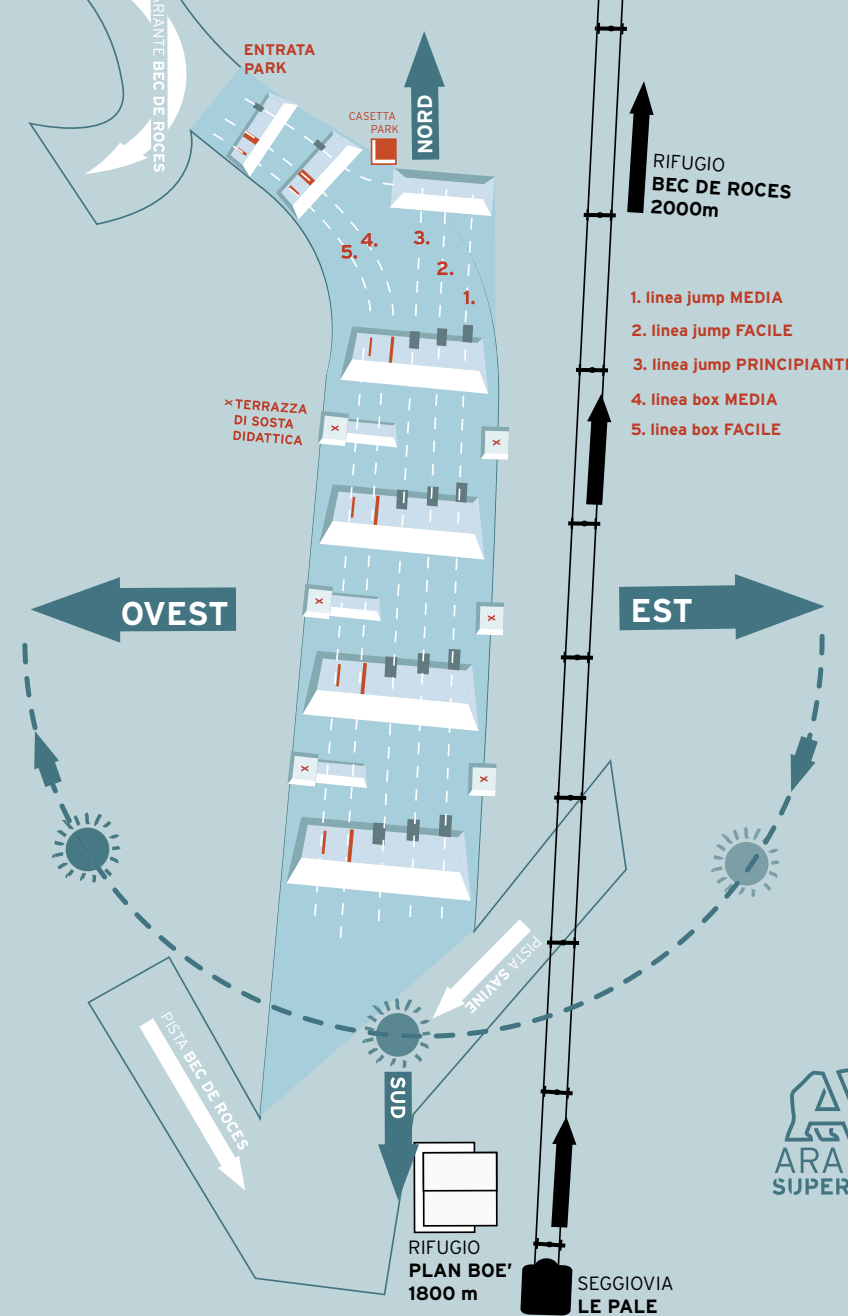 VARIANTE BEC DE ROCES
ENTRATA
PARK
CASETTA
PARK
NORD
RIFUGIO
BEC DE ROCES
2000m
5. 4. 3.
2.
1.
1. linea jump MEDIA
2. linea jump FACILE
3. linea jump PRINCIPIANTI
4. linea box MEDIA
5. linea box FACILE
× TERRAZZA
DI SOSTA
DIDATTICA
×
×
OVEST
EST
×
×
×
×
PISTA SAVINE
PISTA BEC DE ROCES
SUD
ARA
SUPER
RIFUGIO
PLAN BOE'
1800 m
SEGGIOVIA
LE PALE